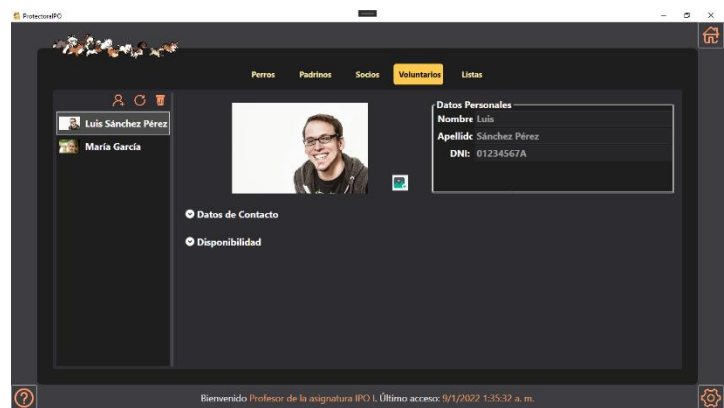 ProtectoraIPO
Perros Padrinos Socios Voluntarios Listas
Luis Sánchez Pérez
María García
Datos Personales
Nombre Luis
Apellidc Sánchez Pérez
DNI: 01234567A
Datos de Contacto
Disponibilidad
Bienvenido Profesor de la asignatura IPO I. Último acceso: 9/1/2022 1:35:32 a. m.